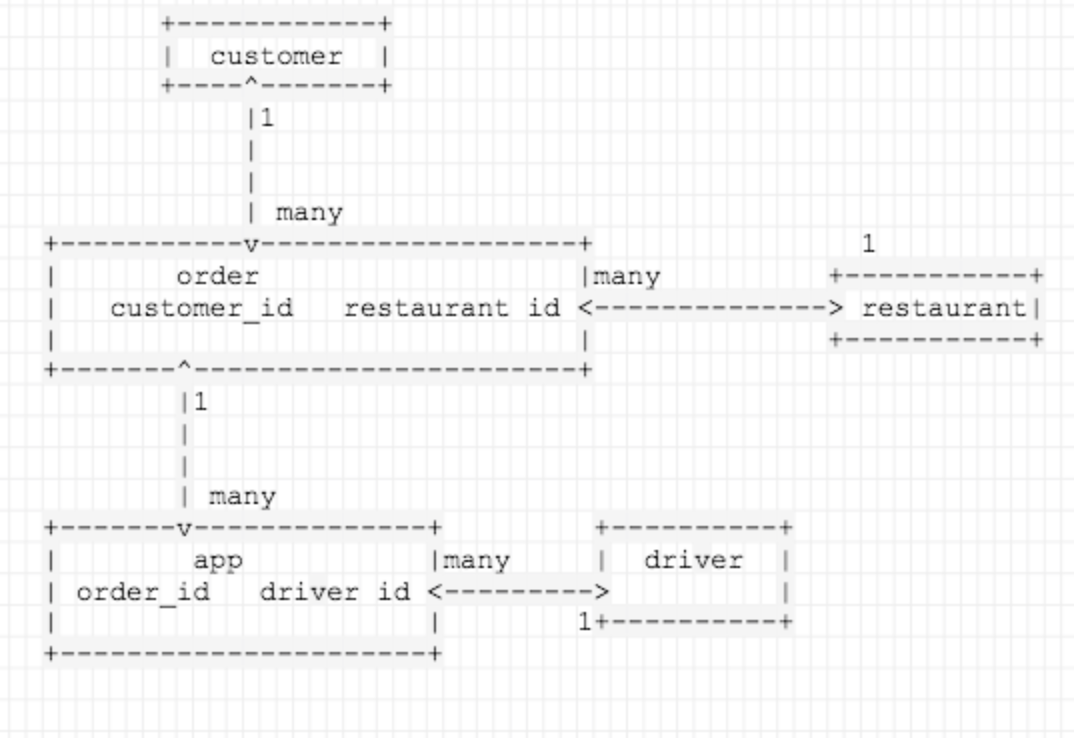 customer
1
many
1
order
many
customer_id restaurant id
restaurant
1
many
app
many
driver
order_id driver id
1